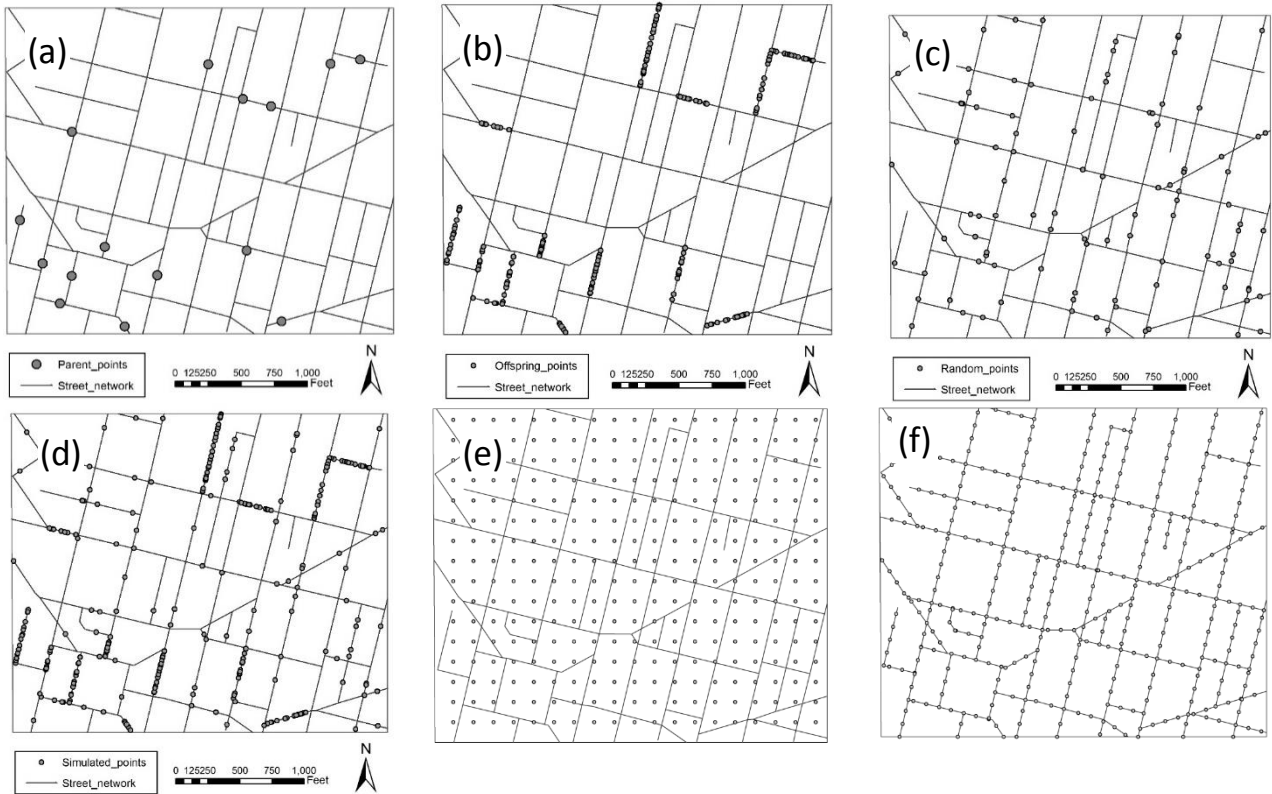 (a)
(b)
(c)
N
Parent_points
Street_network
0 125250 500 750 1,000
Feet
N
Offspring_points
Street_network
0 125250 500 750 1,000
Feet
N
Random_points
Street_network
0 125250 500 750 1,000
Feet
(d)
(e)
(f)
N
Simulated_points
Street_network
0 125250 500 750 1,000
Feet